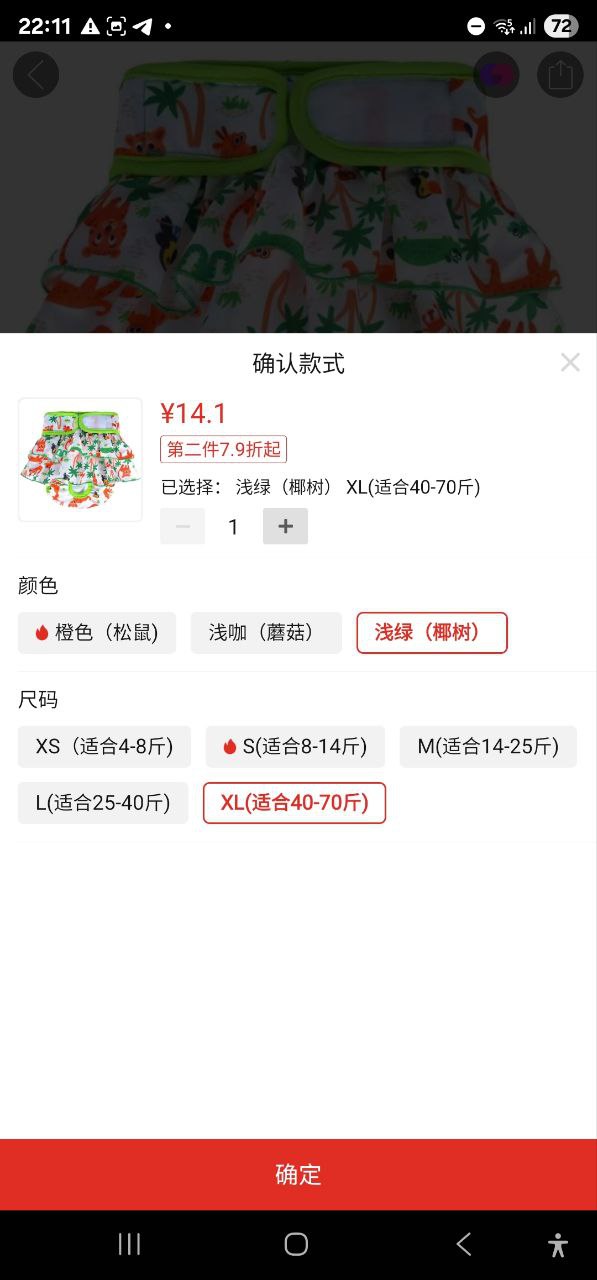 22:11
72
确认款式
¥14.1
第二件7.9折起
已选择： 浅绿（椰树） XL(适合40-70斤)
1
颜色
橙色（松鼠) 浅咖（蘑菇） 浅绿（椰树）
尺码
XS（适合4-8斤) S(适合8-14斤) M(适合14-25斤)
L(适合25-40斤) XL(适合40-70斤)
确定